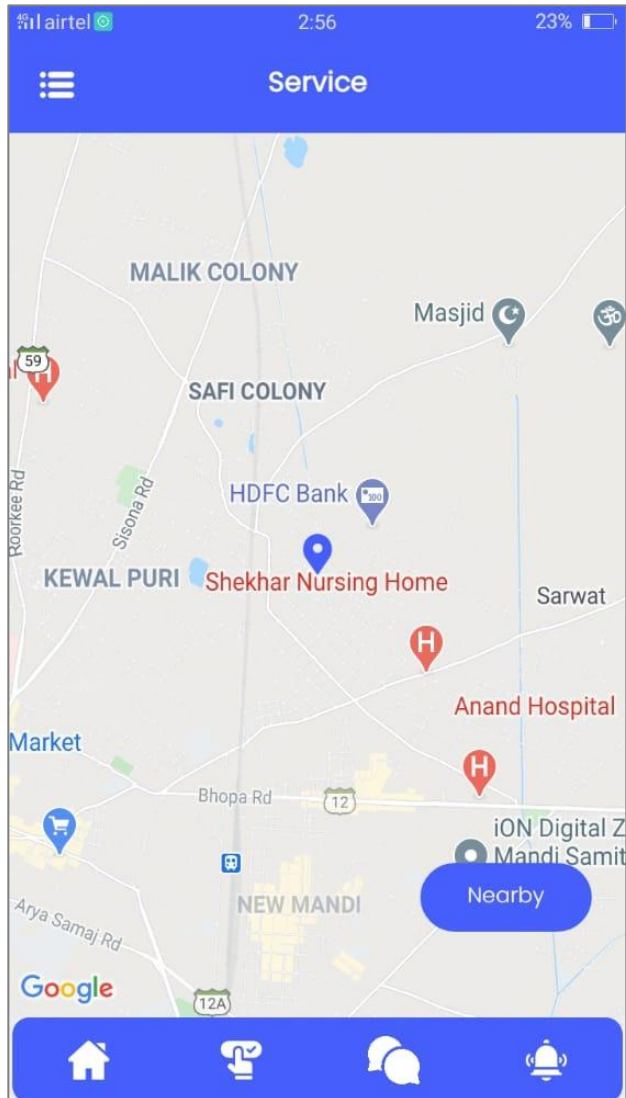 4G airtel
2:56
23%
Service
MALIK COLONY
Masjid
59
SAFI COLONY
Roorkee Rd
Sisona Rd
HDFC Bank
KEWAL PURI
Shekhar Nursing Home
Sarwat
H
Anand Hospital
Market
H
Bhopa Rd
12
iON Digital Z
Mandi Samit
Nearby
NEW MANDI
Arya Samaj Rd
Google
12A